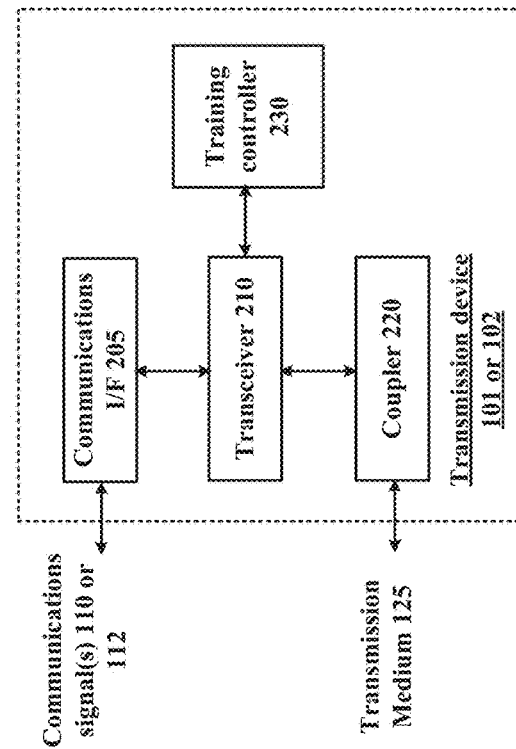 Communications
signal(s) 110 or
112
Communications
I/F 205
Transceiver 210
Training
controller
230
Transmission
Medium 125
Coupler 220
Transmission device
101 or 102